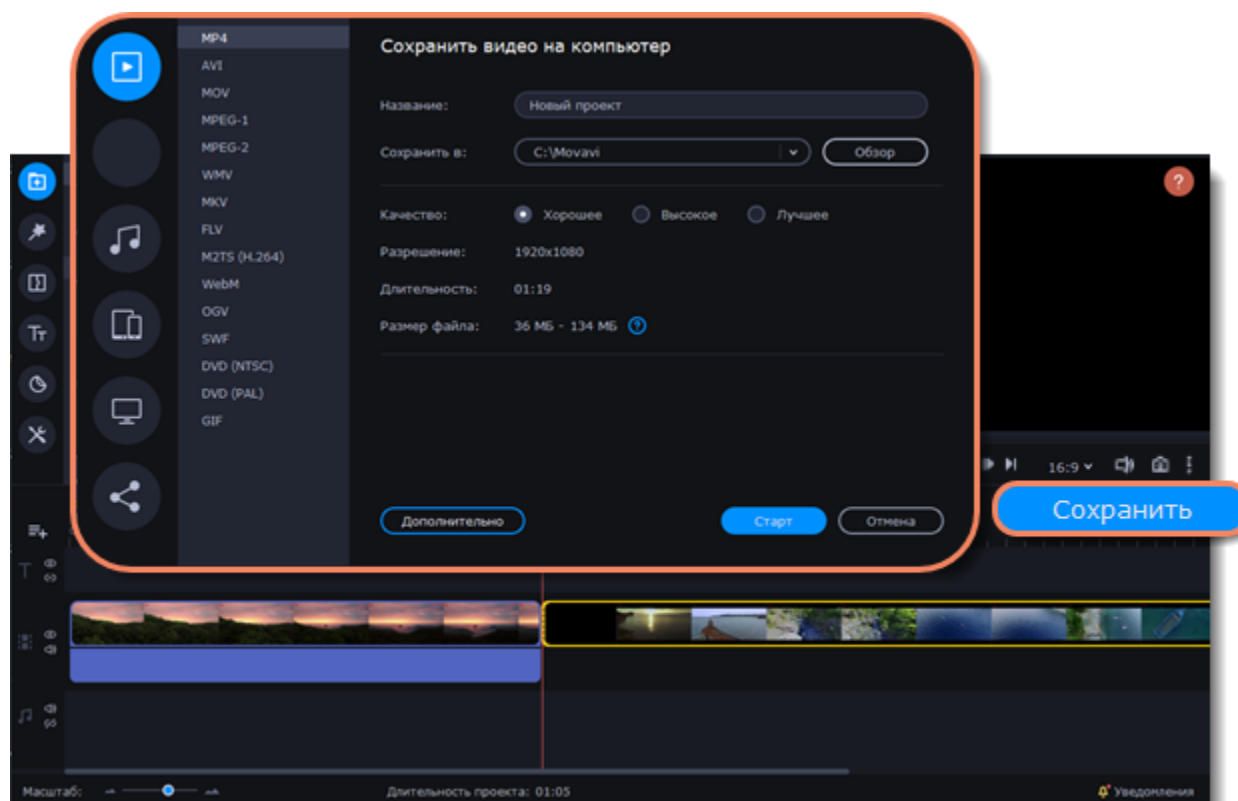 MP4
AVI
MOV
MPEG-1
MPEG-2
WMV
MKV
FLV
M2TS (H.264)
WebM
OGV
SWF
DVD (NTSC)
DVD (PAL)
GIF
Сохранить видео на компьютер
Название: Новый проект
Сохранить в: C:\Movavi Обзор
Качество: Хорошее Высокое Лучшее
Разрешение: 1920x1080
Длительность: 01:19
Размер файла: 36 МБ - 134 МБ ?
Дополнительно Старт Отмена
?
16:9
Сохранить
Масштаб: Длительность проекта: 01:05 Уведомления